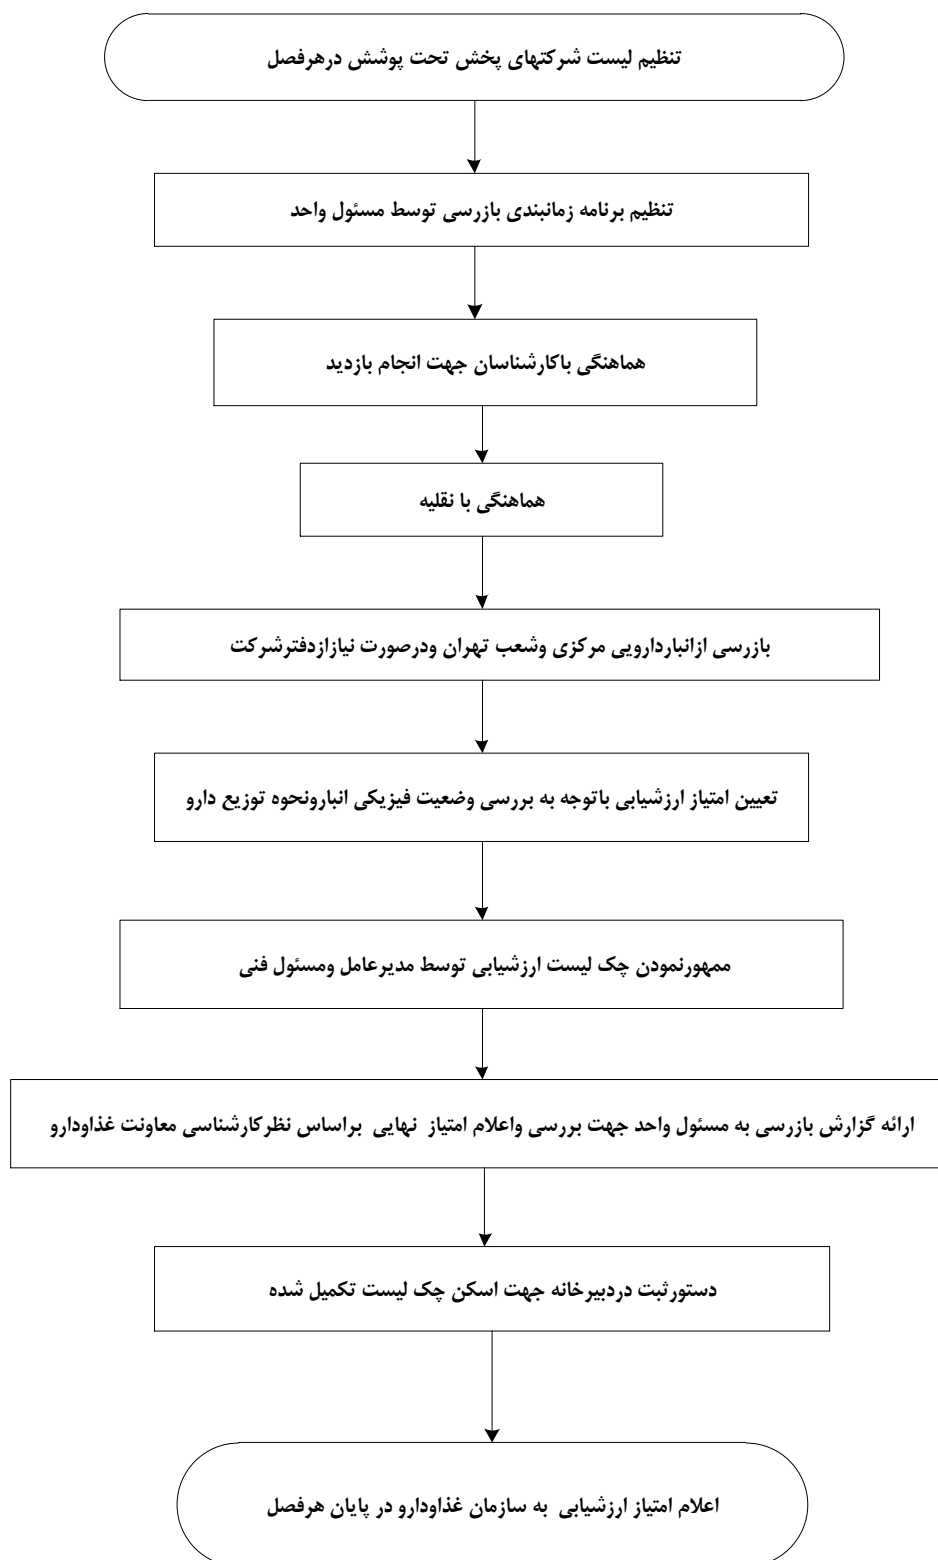 تنظیم لیست شرکتهای پخش تحت پوشش درهرفصل
تنظیم برنامه زمانبندی بازرسی توسط مسئول واحد
هماهنگی باکارشناسان جهت انجام بازدید
هماهنگی با نقلیه
بازرسی ازانباردارویی مرکزی وشعب تهران ودرصورت نیازازدفترشرکت
تعیین امتیاز ارزشیابی باتوجه به بررسی وضعیت فیزیکی انبارونحوه توزیع دارو
ممهورنمودن چک لیست ارزشیابی توسط مدیرعامل ومسئول فنی
ارائه گزارش بازرسی به مسئول واحد جهت بررسی واعلام امتیاز نهایی براساس نظرکارشناسی معاونت غذاودارو
دستورثبت دردبیرخانه جهت اسکن چک لیست تکمیل شده
اعلام امتیاز ارزشیابی به سازمان غذاودارو در پایان هرفصل